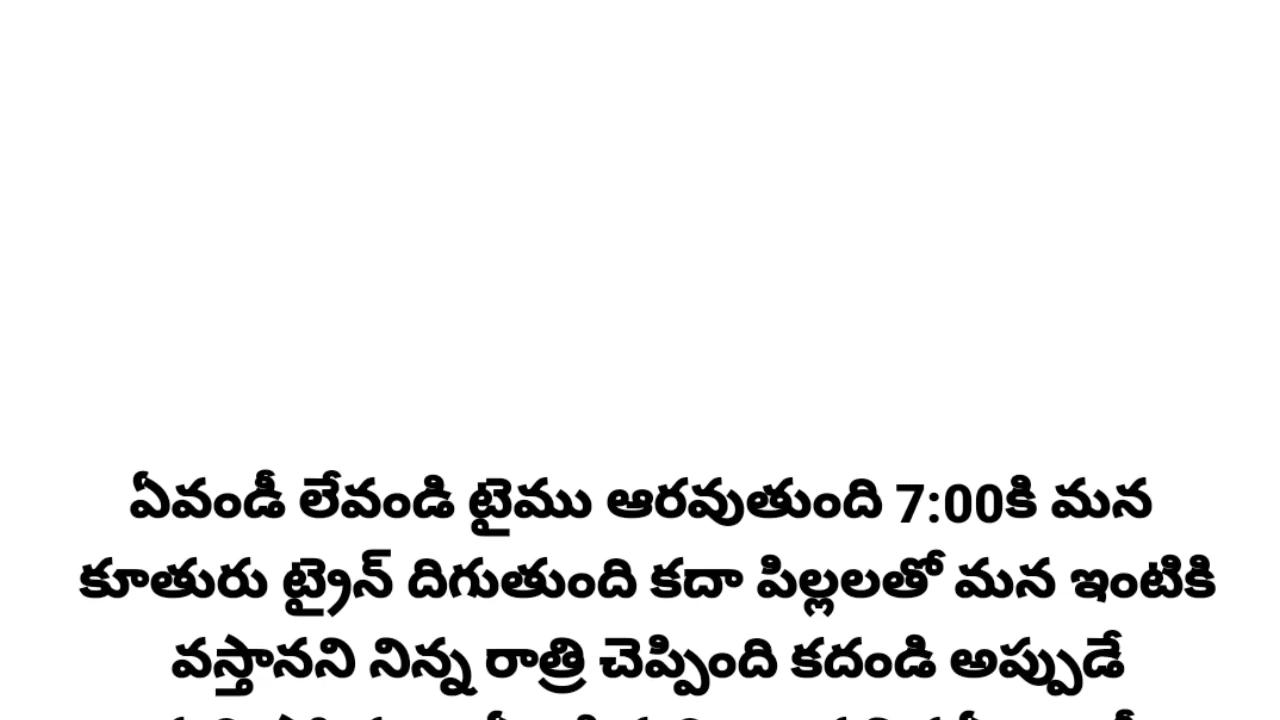 ఏవండీ లేవండి టైము ఆరవుతుంది 7:00కి మన
కూతురు ట్రైన్ దిగుతుంది కదా పిల్లలతో మన ఇంటికి
వస్తానని నిన్న రాత్రి చెప్పింది కదండి అప్పుడే